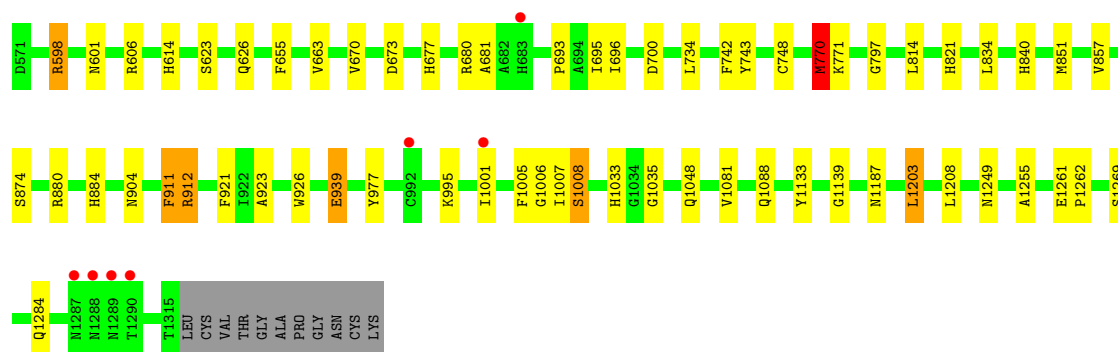 D571 R598 N601 R606 H614 S623 Q626 F655 V663 V670 D673 H677 R680 A681 A682 H683 P693 A694 I695 I696 D700 L734 F742 Y743 C748 M770 K771 G797 L814 H821 L834 H840 M851 V857
S874 R880 H884 N904 F911 R912 F921 I922 A923 W926 E939 Y977 C992 K995 I1001 F1005 G1006 I1007 S1008 H1033 G1034 G1035 Q1048 V1081 Q1088 Y1133 G1139 N1187 L1203 L1208 N1249 A1255 E1261 P1262 S1269
Q1284 N1287 N1288 N1289 T1290 T1315 LEU CYS VAL THR GLY ALA PRO GLY ASN CYS LYS